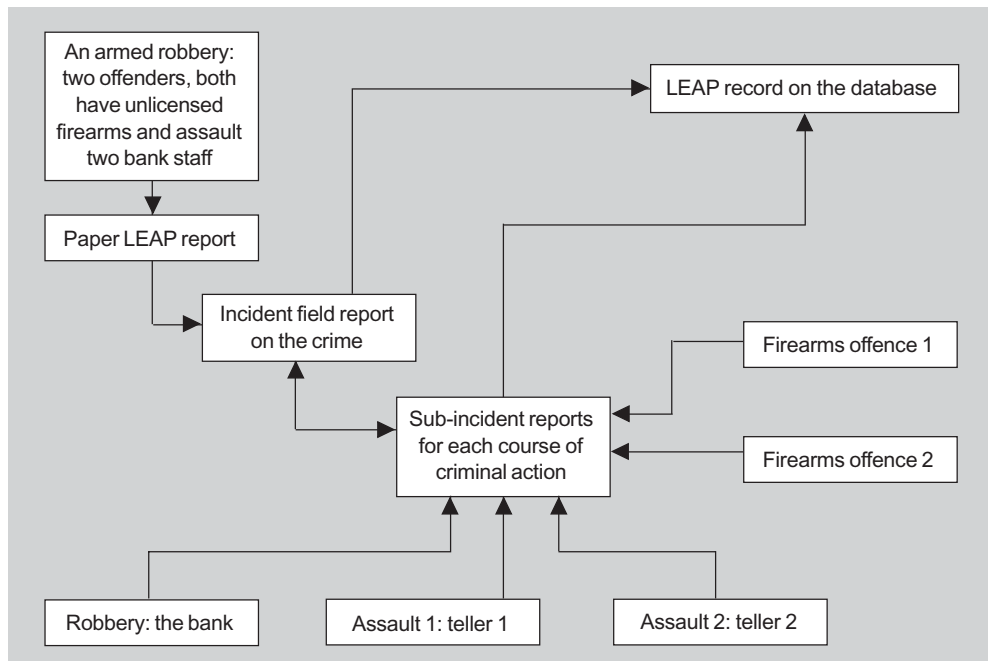 An armed robbery:
two offenders, both
have unlicensed
firearms and assault
two bank staff
LEAP record on the database
Paper LEAP report
Incident field report
on the crime
Firearms offence 1
Sub-incident reports
for each course of
criminal action
Firearms offence 2
Robbery: the bank
Assault 1: teller 1
Assault 2: teller 2